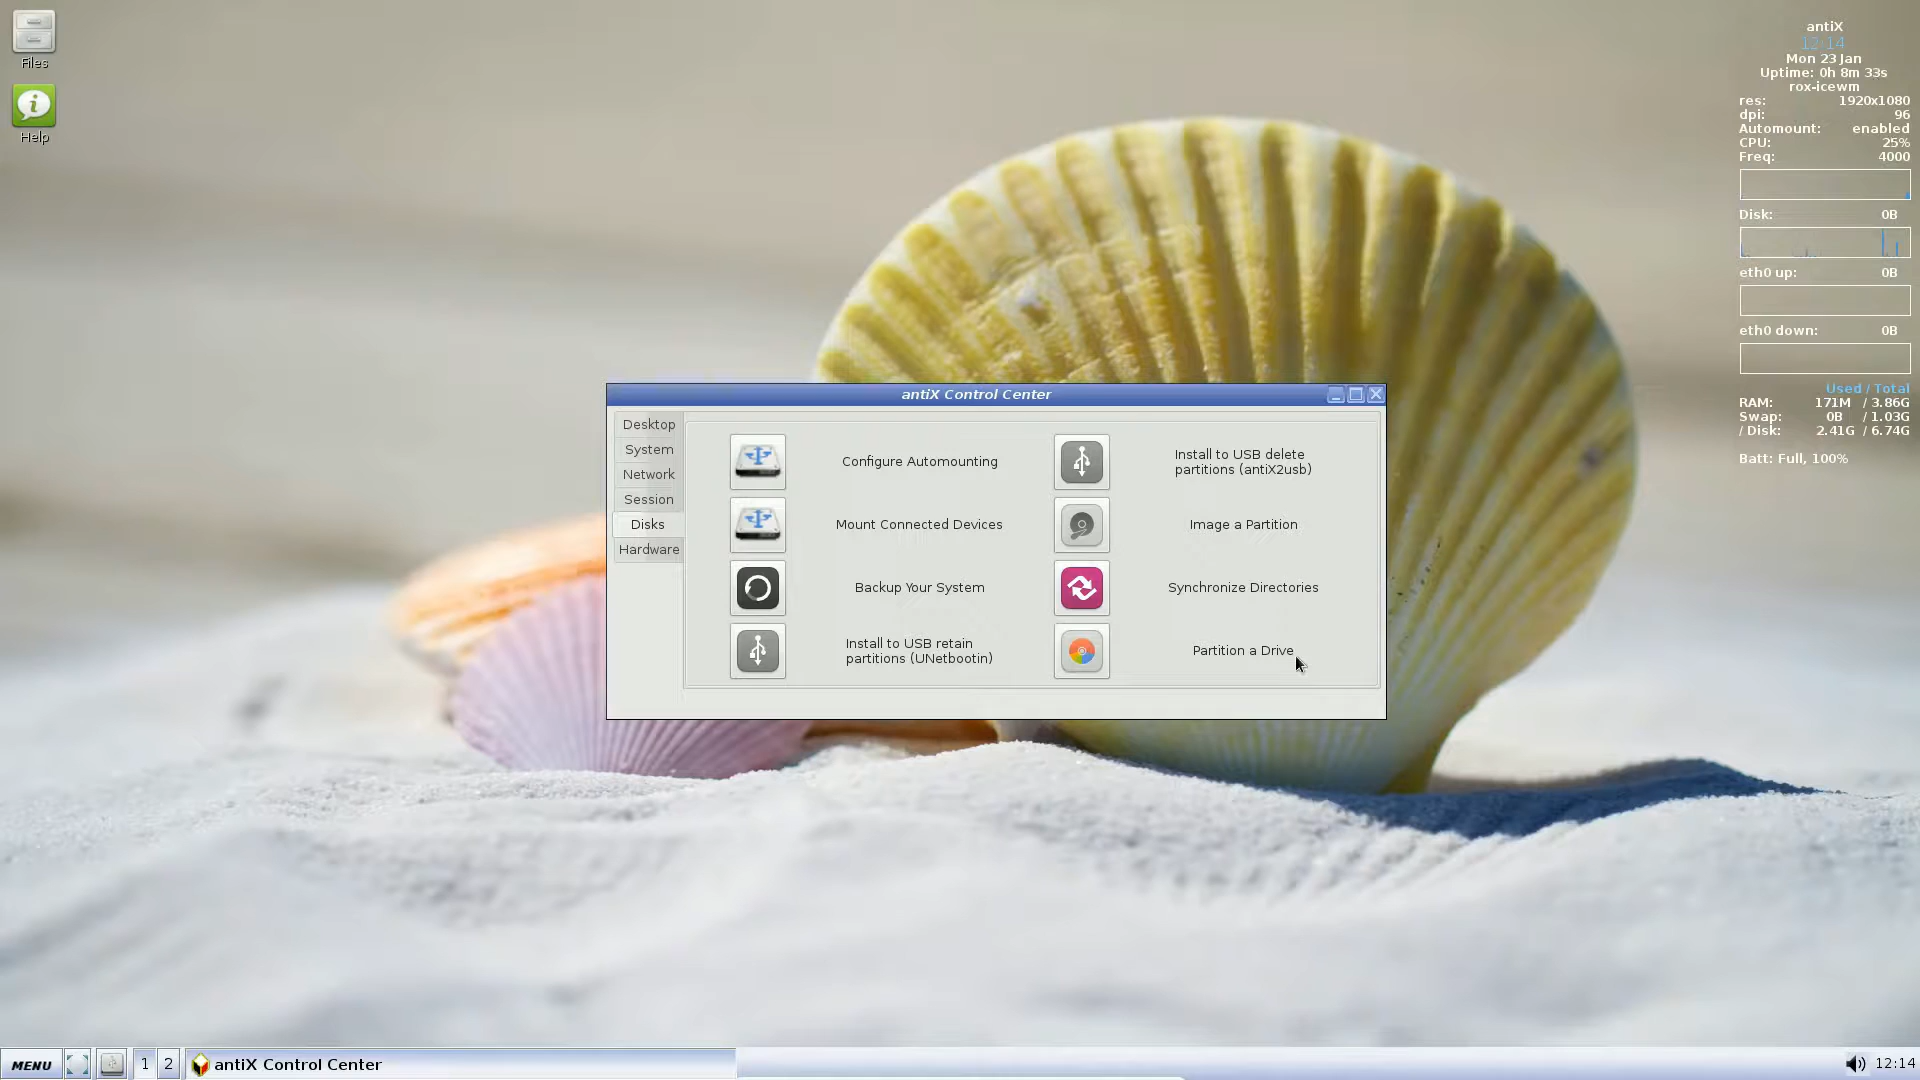 Files
Help
antiX
12:14
Mon 23 Jan
Uptime: 0h 8m 33s
rox-icewm
res: 1920x1080
dpi: 96
Automount: enabled
CPU: 25%
Freq: 4000
Disk: 0B
eth0 up: 0B
eth0 down: 0B
Used / Total
RAM: 171M / 3.86G
Swap: 0B / 1.03G
/ Disk: 2.41G / 6.74G
Batt: Full, 100%
antiX Control Center
Desktop
System
Network
Session
Disks
Hardware
Configure Automounting
Install to USB delete
partitions (antiX2usb)
Mount Connected Devices
Image a Partition
Backup Your System
Synchronize Directories
Install to USB retain
partitions (UNetbootin)
Partition a Drive
MENU
1
2
antiX Control Center
12:14